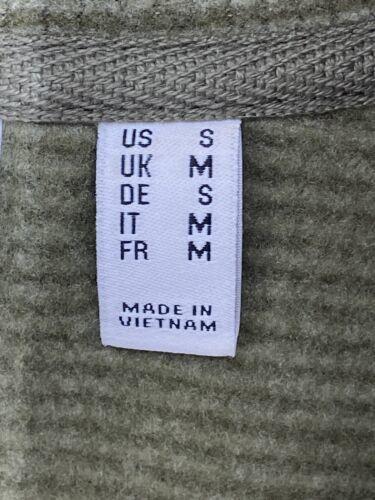 US S
UK M
DE S
IT M
FR M
MADE IN
VIETNAM